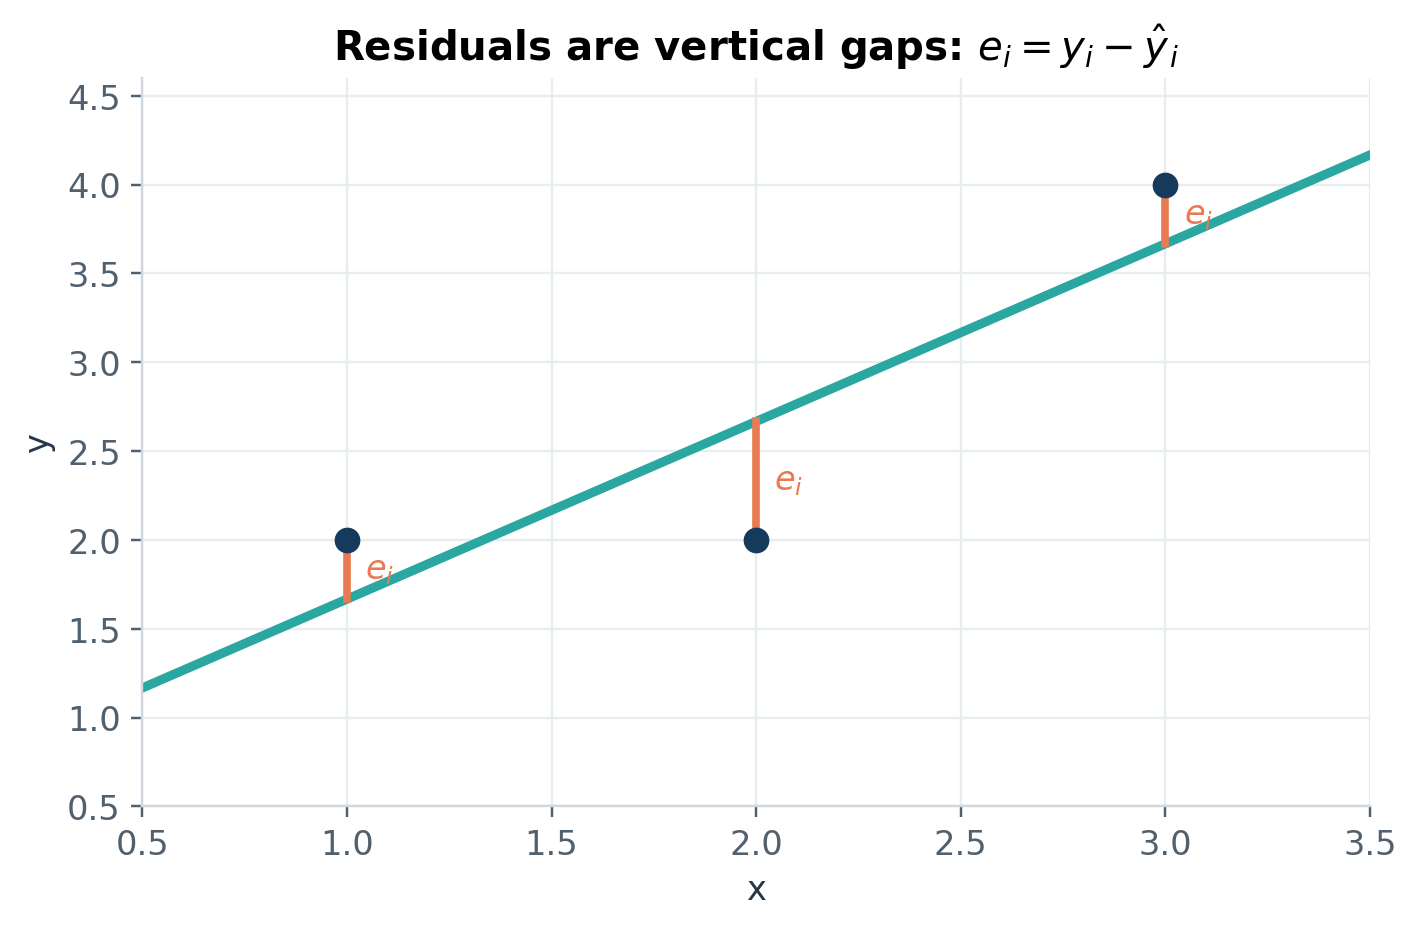 Residuals are vertical gaps: eᵢ = yᵢ − ŷᵢ
4.5
4.0
eᵢ
3.5
3.0
y
2.5
eᵢ
2.0
eᵢ
1.5
1.0
0.5
0.5 1.0 1.5 2.0 2.5 3.0 3.5
x